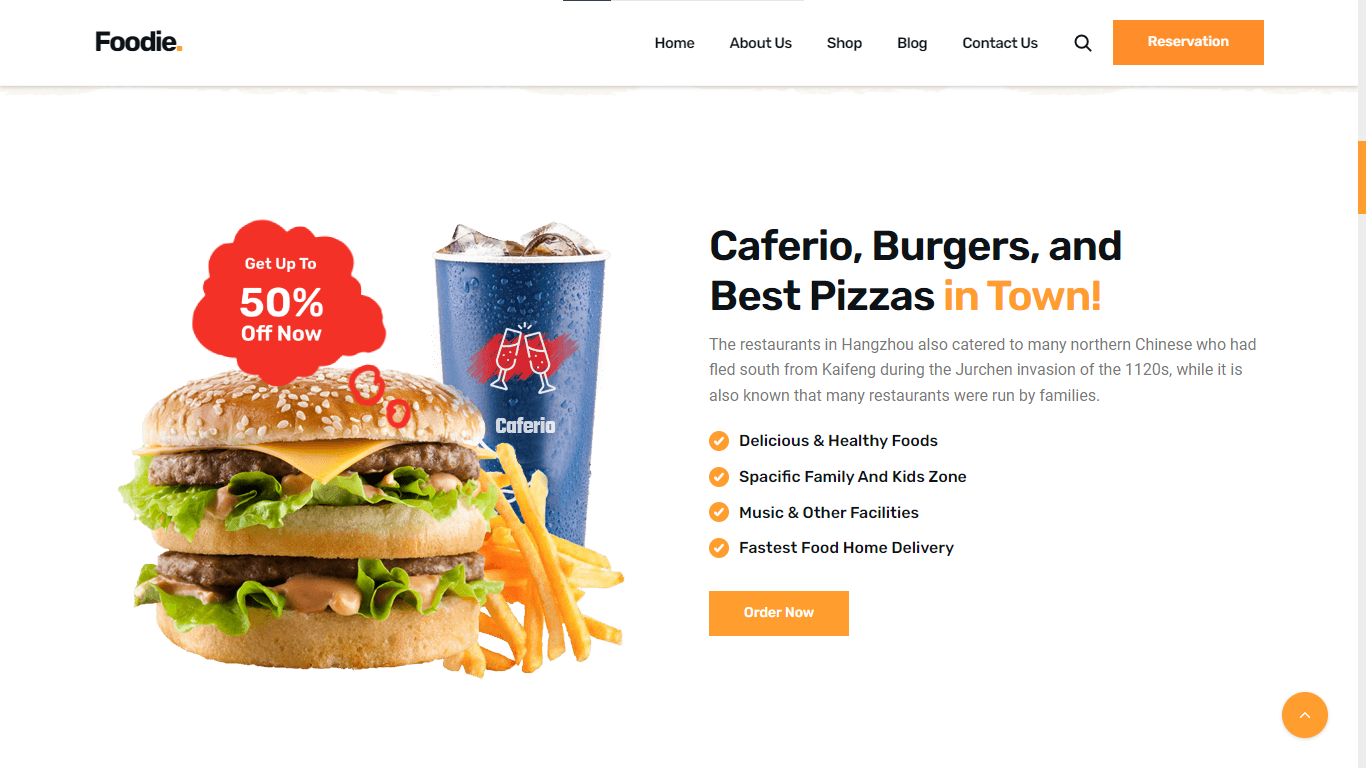 Foodie.
Home
About Us
Shop
Blog
Contact Us
Reservation
Get Up To
50%
Off Now
Caferio
Caferio, Burgers, and
Best Pizzas in Town!
The restaurants in Hangzhou also catered to many northern Chinese who had
fled south from Kaifeng during the Jurchen invasion of the 1120s, while it is
also known that many restaurants were run by families.
Delicious & Healthy Foods
Spacific Family And Kids Zone
Music & Other Facilities
Fastest Food Home Delivery
Order Now